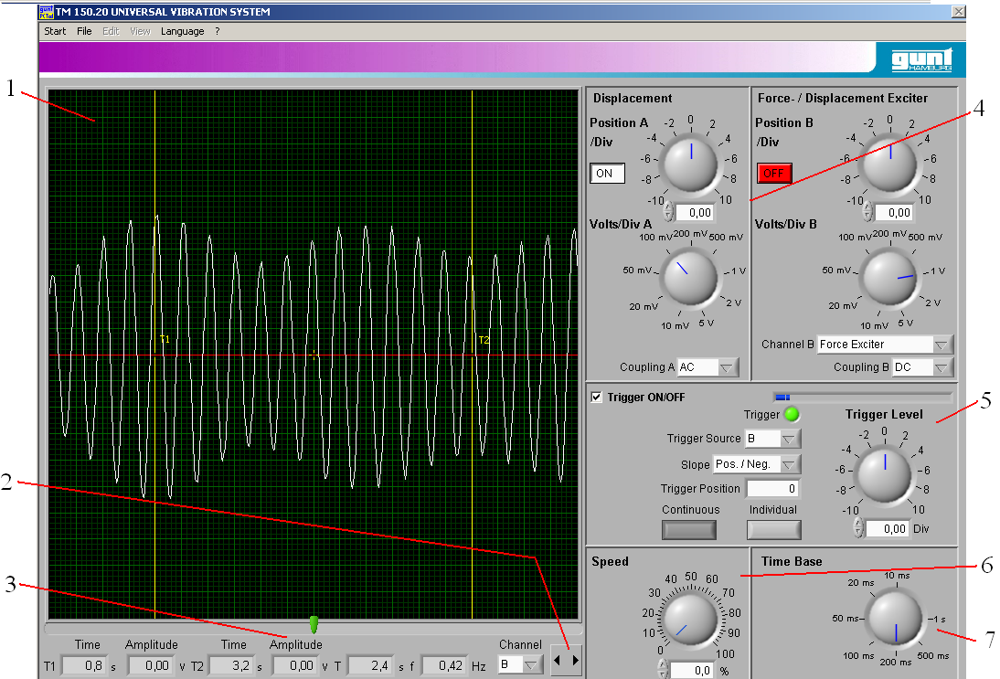 TM 150.20 UNIVERSAL VIBRATION SYSTEM
Start File Edit View Language ?
gunt
HAMBURG
1
T1
T2
2
3
Time Amplitude Time Amplitude Channel
T1 0,8 s 0,00 v T2 3,2 s 0,00 v T 2,4 s f 0,42 Hz B
Displacement
Position A
/Div
ON
-10 -8 -6 -4 -2 0 2 4 6 8 10
0,00
Volts/Div A
10 mV 20 mV 50 mV 100 mV 200 mV 500 mV 1 V 2 V 5 V
Coupling A AC
Force- / Displacement Exciter
Position B
/Div
OFF
-10 -8 -6 -4 -2 0 2 4 6 8 10
0,00
Volts/Div B
10 mV 20 mV 50 mV 100 mV 200 mV 500 mV 1 V 2 V 5 V
Channel B Force Exciter
Coupling B DC
4
Trigger ON/OFF
Trigger
Trigger Source B
Slope Pos. / Neg.
Trigger Position 0
Continuous Individual
Trigger Level
-10 -8 -6 -4 -2 0 2 4 6 8 10
0,00 Div
5
Speed
0 10 20 30 40 50 60 70 80 90 100
0,0 %
6
Time Base
10 ms 20 ms 50 ms 100 ms 200 ms 500 ms 1 s
7